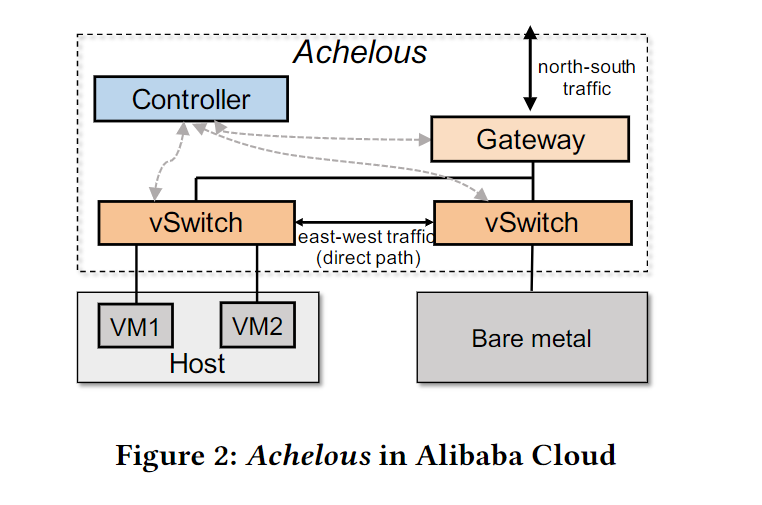 Achelous
north-south
traffic
Controller
Gateway
vSwitch
east-west traffic
(direct path)
vSwitch
VM1
VM2
Host
Bare metal
Figure 2: Achelous in Alibaba Cloud